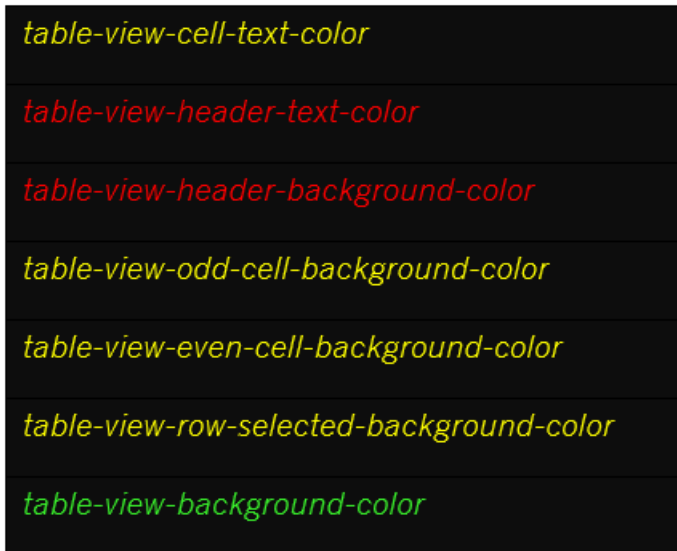 table-view-cell-text-color
table-view-header-text-color
table-view-header-background-color
table-view-odd-cell-background-color
table-view-even-cell-background-color
table-view-row-selected-background-color
table-view-background-color